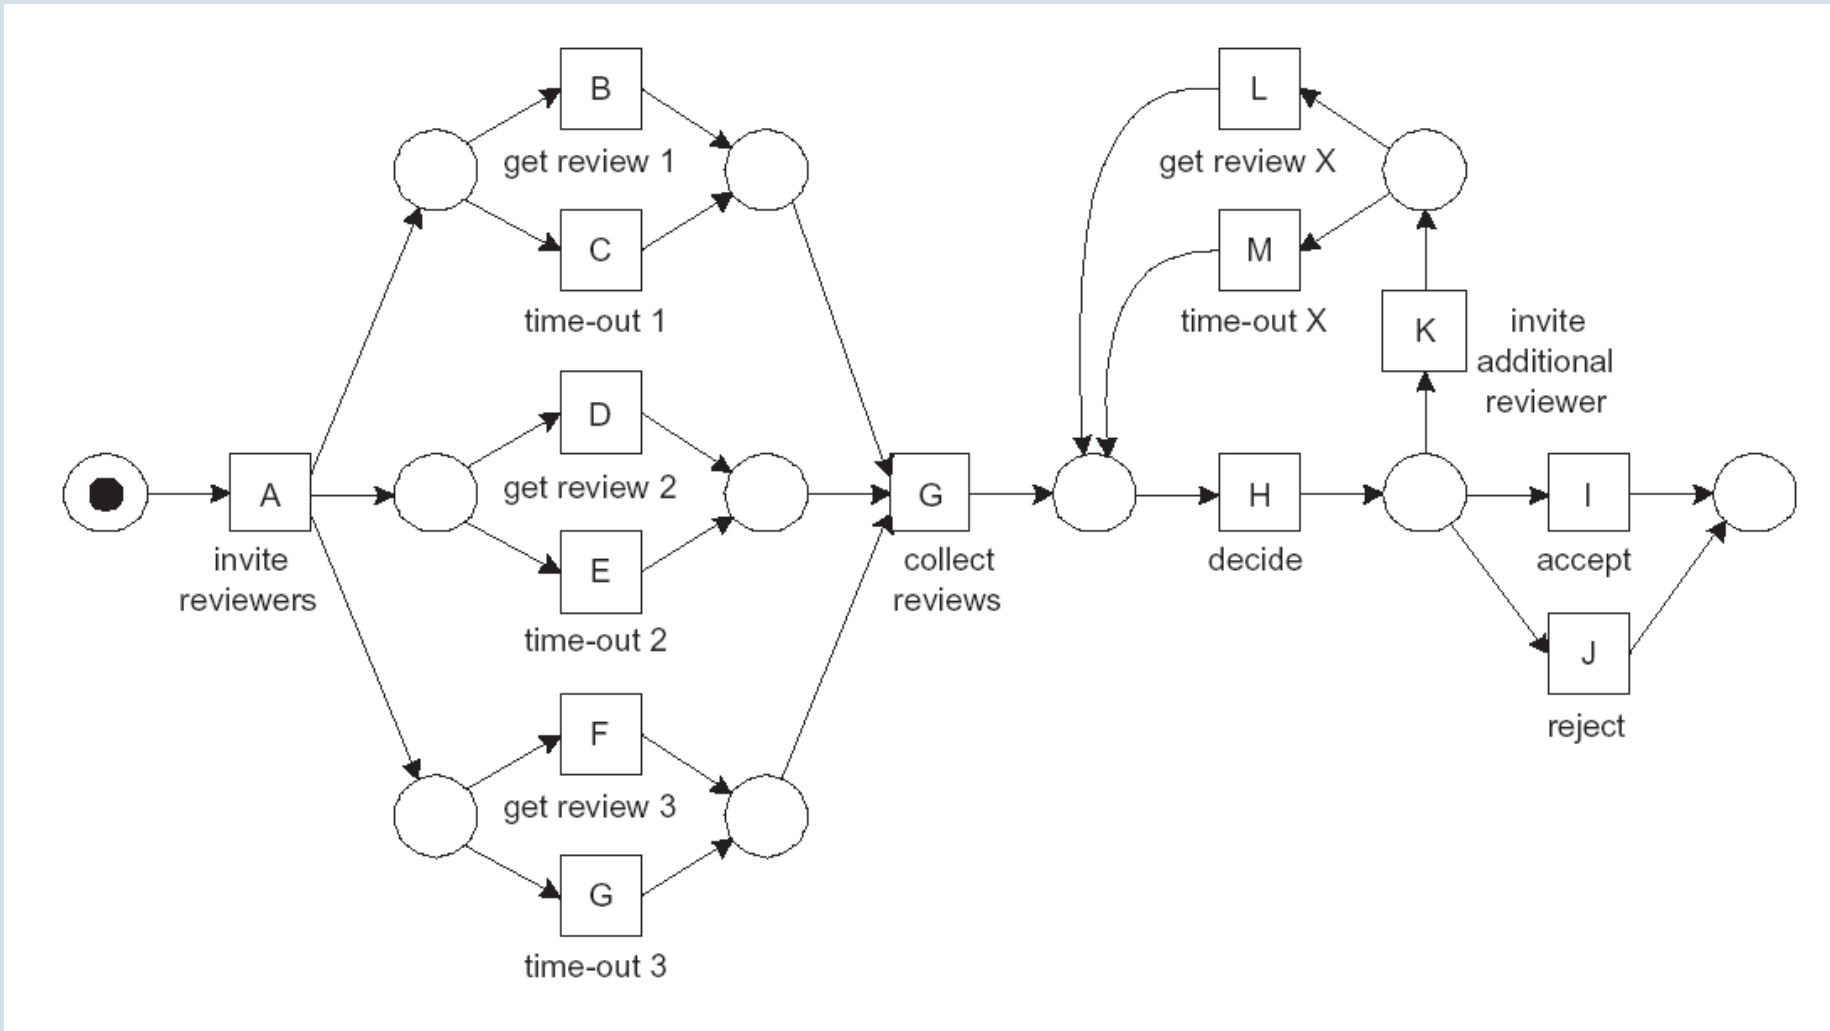 B
get review 1
C
time-out 1
A
invite
reviewers
D
get review 2
E
time-out 2
F
get review 3
G
time-out 3
G
collect
reviews
L
get review X
M
time-out X
K
invite
additional
reviewer
H
decide
I
accept
J
reject